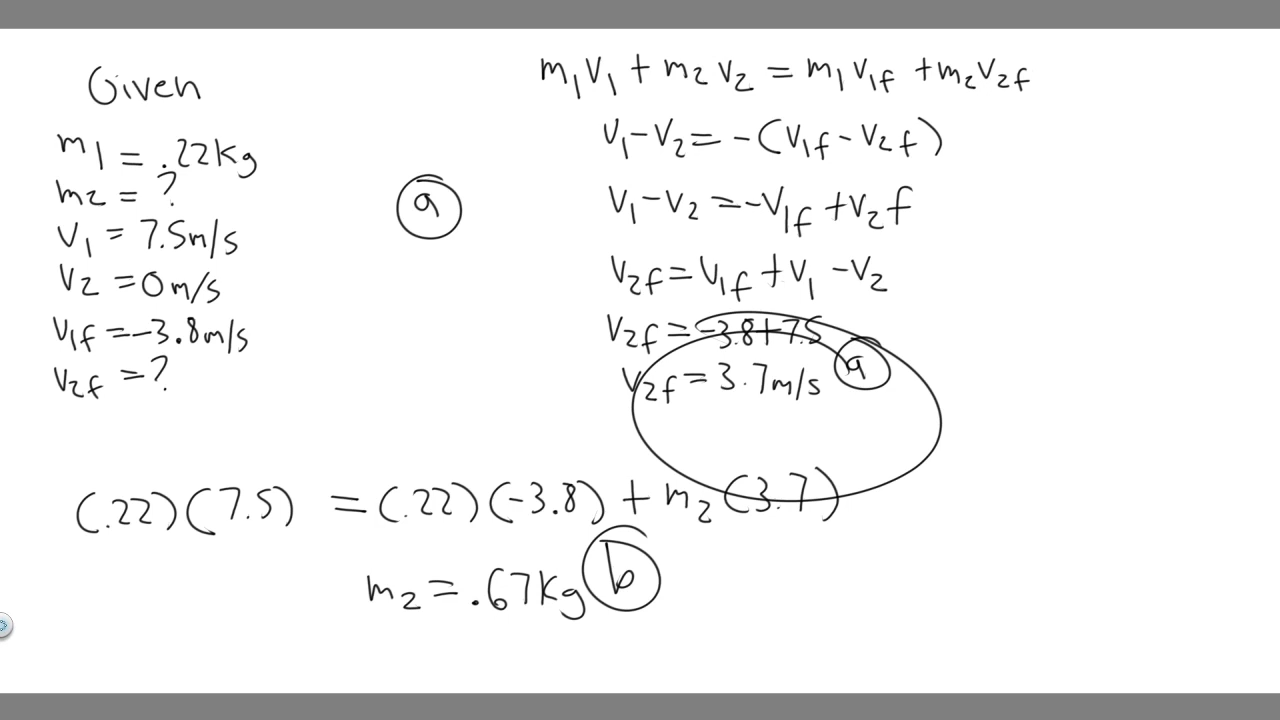 Given
m1 = .22kg
m2 = ?
V1 = 7.5m/s
V2 = 0m/s
V1f = -3.8m/s
V2f = ?
a
m1V1 + m2V2 = m1V1f + m2V2f
V1-V2 = -(V1f-V2f)
V1-V2 = -V1f+V2f
V2f = V1f + V1 - V2
V2f = -3.8+7.5
V2f = 3.7m/s a
(.22)(7.5) = (.22)(-3.8) + m2(3.7)
m2 = .67kg b